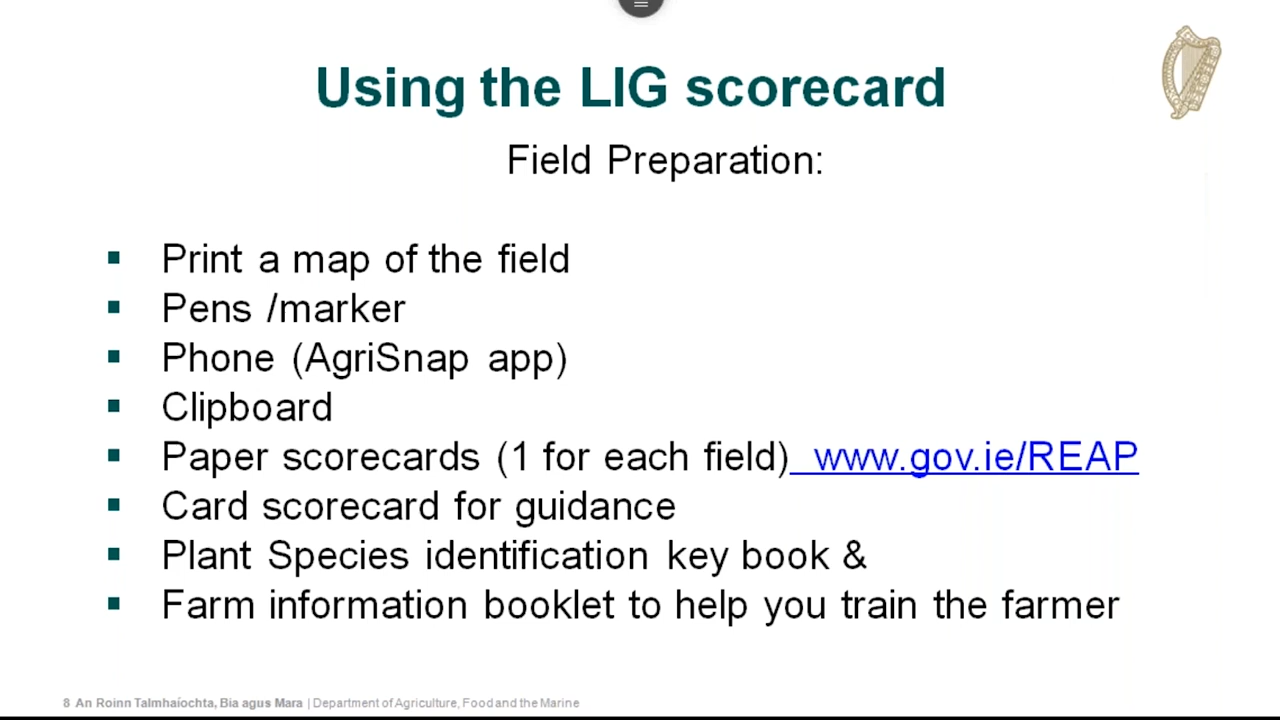 Using the LIG scorecard
Field Preparation:
▪ Print a map of the field
▪ Pens /marker
▪ Phone (AgriSnap app)
▪ Clipboard
▪ Paper scorecards (1 for each field) www.gov.ie/REAP
▪ Card scorecard for guidance
▪ Plant Species identification key book &
▪ Farm information booklet to help you train the farmer
8 An Roinn Talmhaíochta, Bia agus Mara | Department of Agriculture, Food and the Marine